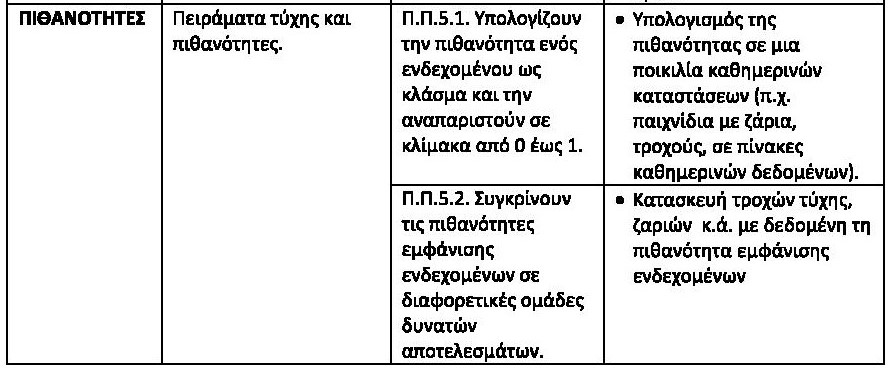 ΠΙΘΑΝΟΤΗΤΕΣ
Πειράματα τύχης και
πιθανότητες.
Π.Π.5.1. Υπολογίζουν
την πιθανότητα ενός
ενδεχομένου ως
κλάσμα και την
αναπαριστούν σε
κλίμακα από 0 έως 1.
• Υπολογισμός της
πιθανότητας σε μια
ποικιλία καθημερινών
καταστάσεων (π.χ.
παιχνίδια με ζάρια,
τροχούς, σε πίνακες
καθημερινών δεδομένων).
Π.Π.5.2. Συγκρίνουν
τις πιθανότητες
εμφάνισης
ενδεχομένων σε
διαφορετικές ομάδες
δυνατών
αποτελεσμάτων.
• Κατασκευή τροχών τύχης,
ζαριών κ.ά. με δεδομένη τη
πιθανότητα εμφάνισης
ενδεχομένων